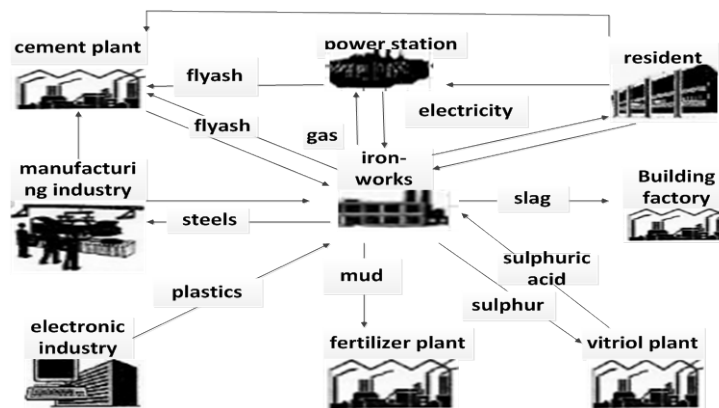 cement plant
power station
resident
flyash
electricity
flyash
gas
iron-
works
manufacturi
ng industry
Building
factory
slag
steels
sulphuric
acid
mud
plastics
sulphur
electronic
industry
fertilizer plant
vitriol plant